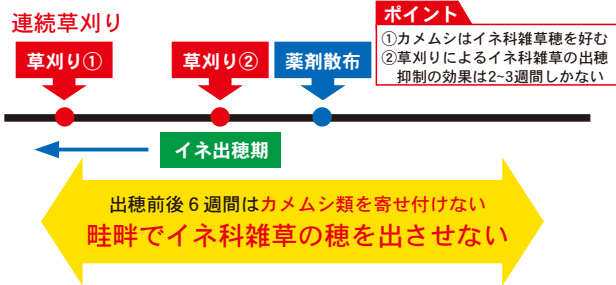 連続草刈り
草刈り①
草刈り②
薬剤散布
ポイント
①カメムシはイネ科雑草穂を好む
②草刈りによるイネ科雑草の出穂
抑制の効果は2~3週間しかない
イネ出穂期
出穂前後6週間はカメムシ類を寄せ付けない
畦畔でイネ科雑草の穂を出させない